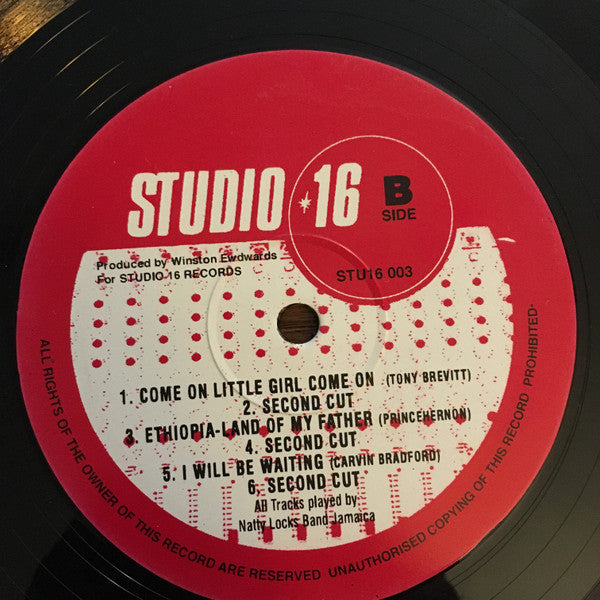 STUDIO *16
B
SIDE
Produced by Winston Ewdwards
For STUDIO 16 RECORDS
STU16 003
1. COME ON LITTLE GIRL COME ON (TONY BREVITT)
2. SECOND CUT
3. ETHIOPIA-LAND OF MY FATHER (PRINCEHERNON)
4. SECOND CUT
5. I WILL BE WAITING (CARVIN BRADFORD)
6. SECOND CUT
All Tracks played by
Natty Locks Band Jamaica
ALL RIGHTS OF THE OWNER OF THIS RECORD ARE RESERVED UNAUTHORISED COPYING OF THIS RECORD PROHIBITED-